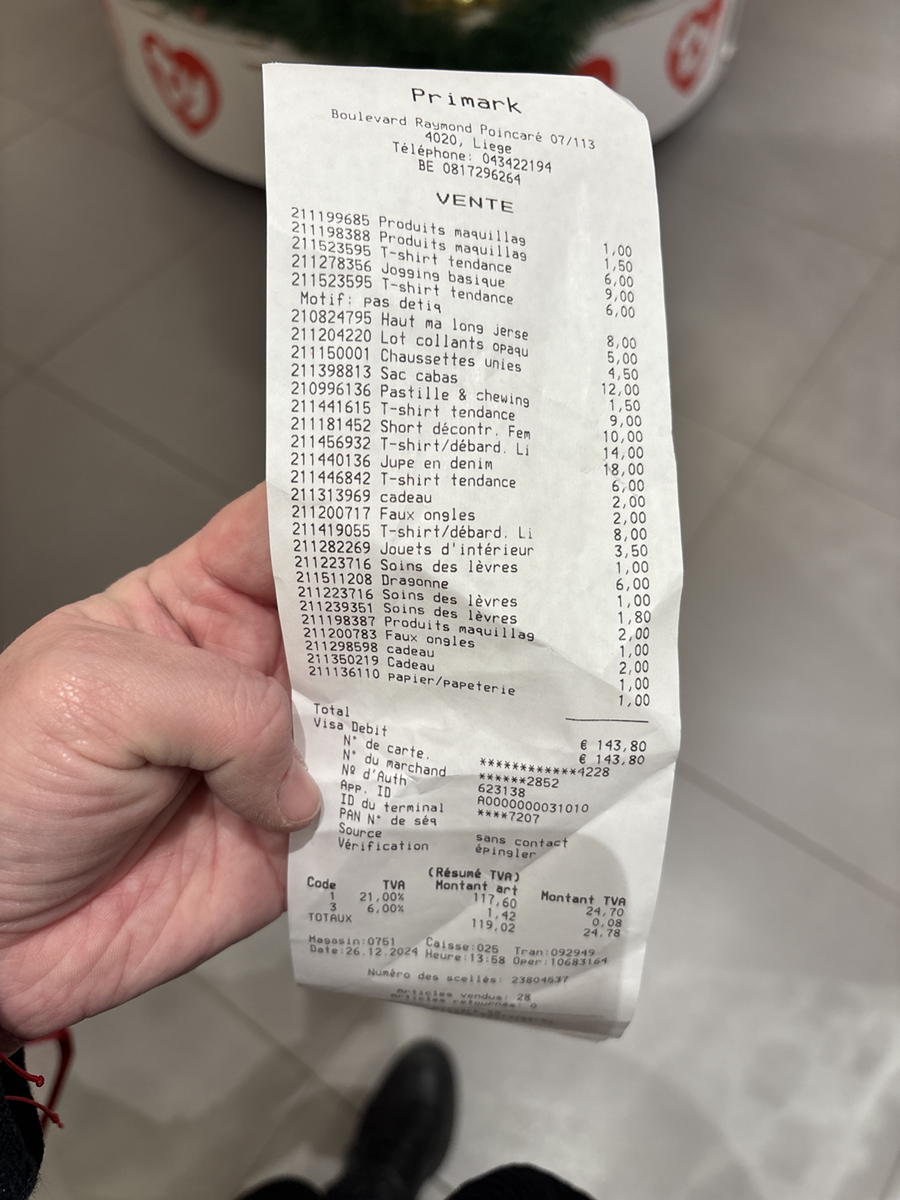 Primark
Boulevard Raymond Poincaré 07/113
4020, Liege
Téléphone: 043422194
BE 0817296264
VENTE
211199685 Produits maquillag 1,00
211198388 Produits maquillag 1,50
211523595 T-shirt tendance 6,00
211278356 Jogging basique 9,00
211523595 T-shirt tendance 6,00
Motif: pas detiq
210824795 Haut ma long jerse 8,00
211204220 Lot collants opaqu 5,00
211150001 Chaussettes unies 4,50
211398813 Sac cabas 12,00
210996136 Pastille & chewing 1,50
211441615 T-shirt tendance 9,00
211181452 Short décontr. Fem 10,00
211456932 T-shirt/débard. Li 14,00
211440136 Jupe en denim 18,00
211446842 T-shirt tendance 6,00
211313969 cadeau 2,00
211200717 Faux ongles 2,00
211419055 T-shirt/débard. Li 8,00
211282269 Jouets d'intérieur 3,50
211223716 Soins des lèvres 1,00
211511208 Dragonne 6,00
211223716 Soins des lèvres 1,00
211239351 Soins des lèvres 1,80
211198387 Produits maquillag 2,00
211200783 Faux ongles 1,00
211298598 cadeau 2,00
211350219 Cadeau 1,00
211136110 papier/papeterie 1,00
Total € 143,80
Visa Debit € 143,80
N° de carte. ************4228
N° du marchand ******2852
Nº d'Auth 623138
App. ID A0000000031010
ID du terminal ****7207
PAN N° de séq
Source sans contact
Vérification épingler
(Résumé TVA)
Code TVA Montant art Montant TVA
1 21,00% 117,60 24,70
3 6,00% 1,42 0,08
TOTAUX 119,02 24,78
Magasin:0751 Caisse:025 Tran:092949
Date:26.12.2024 Heure:13:58 Oper:10683164
Numéro des scellés: 23804637
Articles vendus: 28
Articles retournés: 0